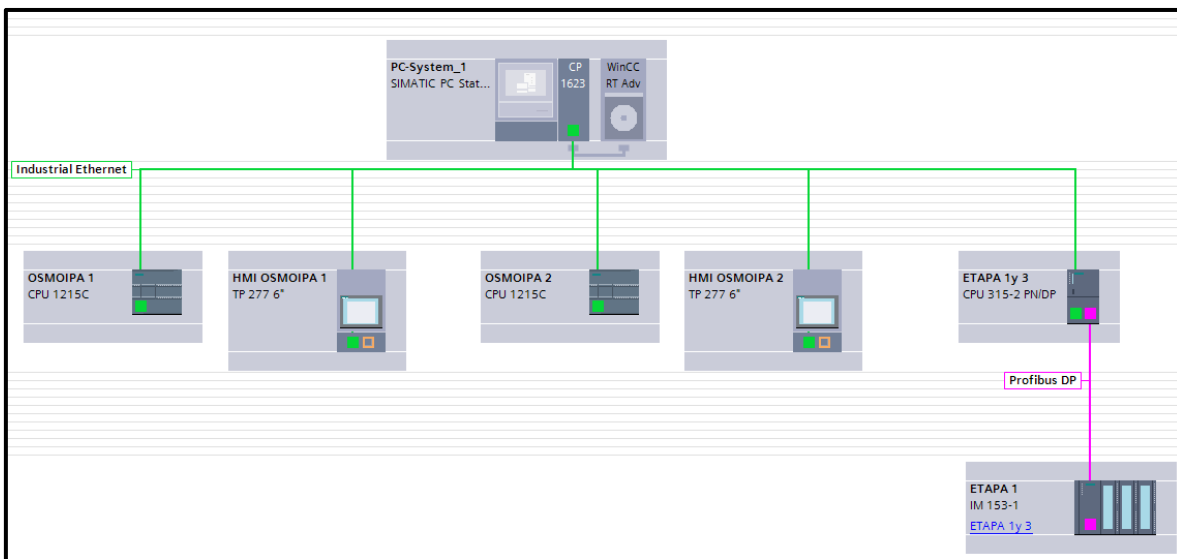 PC-System_1
SIMATIC PC Stat...
CP
1623
WinCC
RT Adv
Industrial Ethernet
OSMOIPA 1
CPU 1215C
HMI OSMOIPA 1
TP 277 6"
OSMOIPA 2
CPU 1215C
HMI OSMOIPA 2
TP 277 6"
ETAPA 1y 3
CPU 315-2 PN/DP
Profibus DP
ETAPA 1
IM 153-1
ETAPA 1y 3